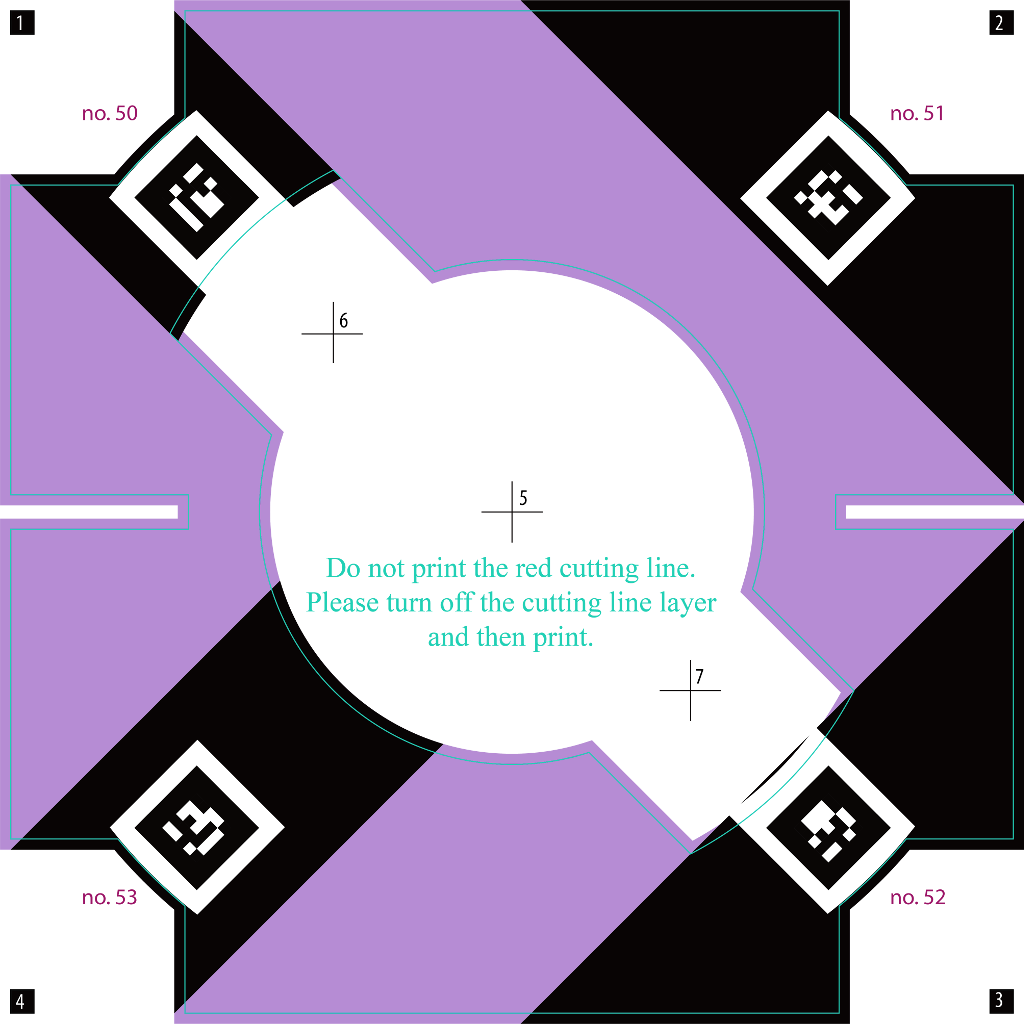 1
2
no. 50
no. 51
6
5
Do not print the red cutting line.
Please turn off the cutting line layer
and then print.
7
no. 53
no. 52
4
3